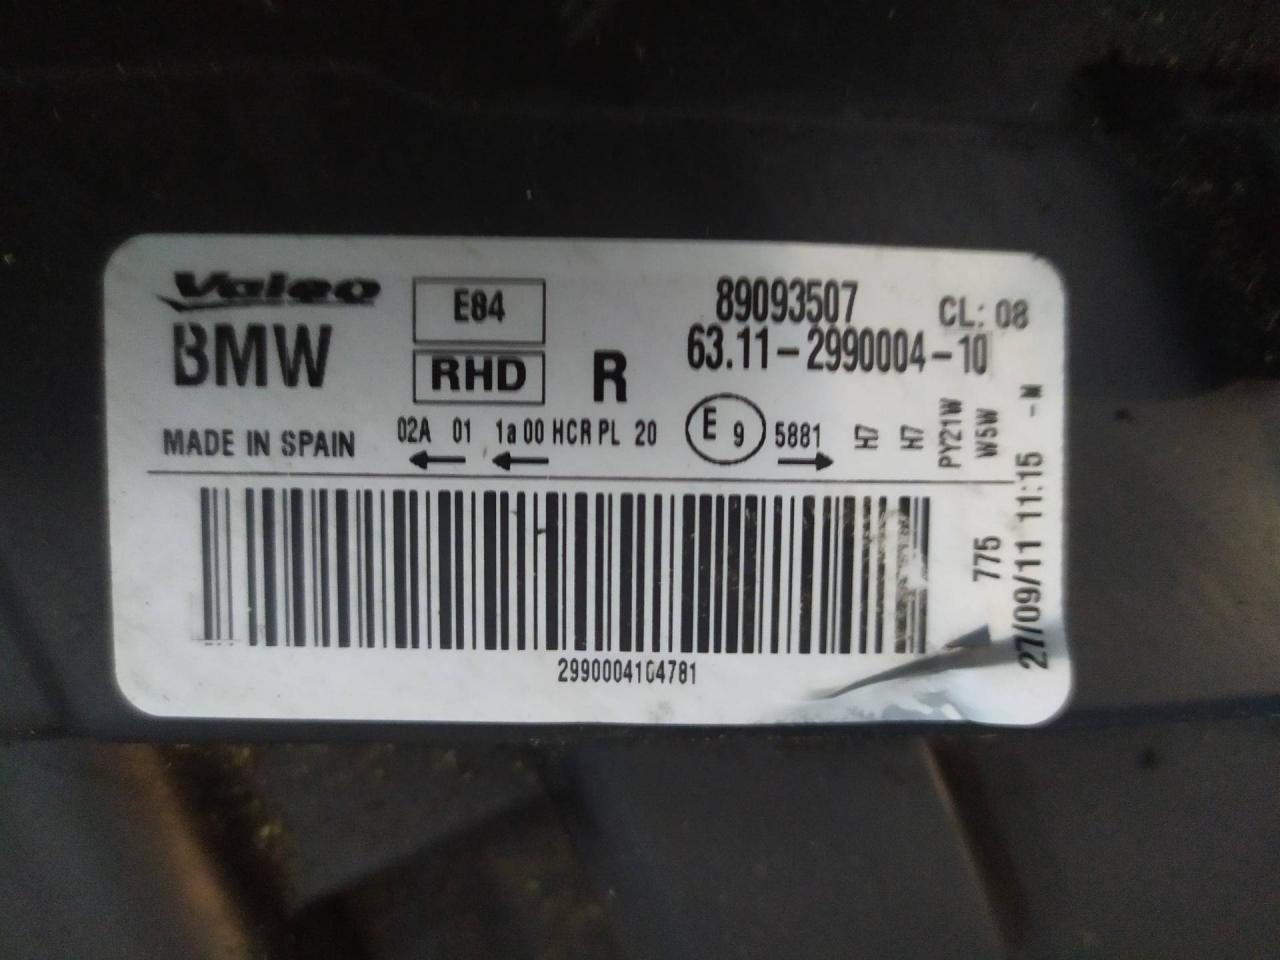 Valeo
BMW
MADE IN SPAIN
E84
RHD
R
89093507
63.11-2990004-10
CL: 08
02A 01 1a 00 HCR PL 20
E 9 5881
H7
H7
PY21W
W5W
775
27/09/11 11:15 -M
2990004104781